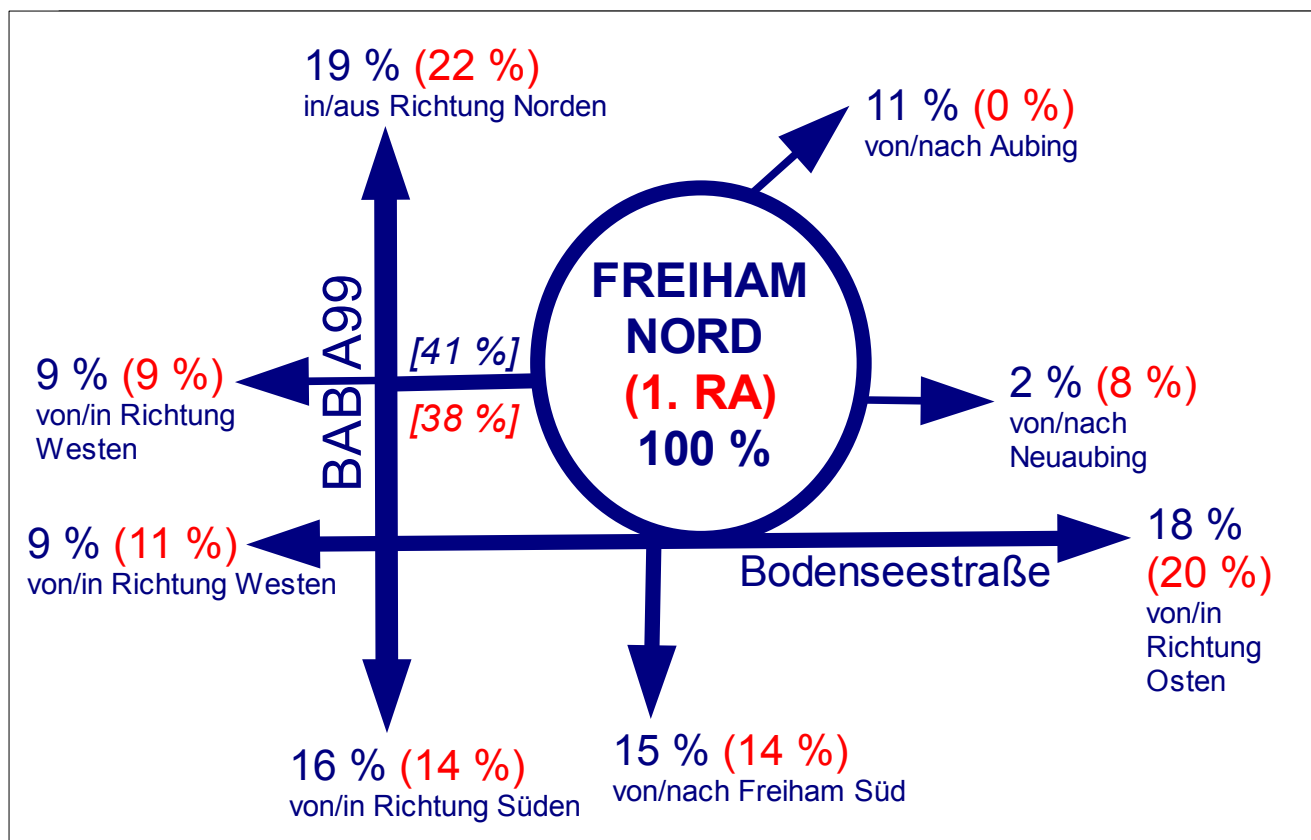 19 % (22 %)
in/aus Richtung Norden
11 % (0 %)
von/nach Aubing
FREIHAM
NORD
(1. RA)
100 %
BAB A99
[41 %]
[38 %]
9 % (9 %)
von/in Richtung
Westen
2 % (8 %)
von/nach
Neuaubing
9 % (11 %)
von/in Richtung Westen
Bodenseestraße
18 %
(20 %)
von/in
Richtung
Osten
16 % (14 %)
von/in Richtung Süden
15 % (14 %)
von/nach Freiham Süd